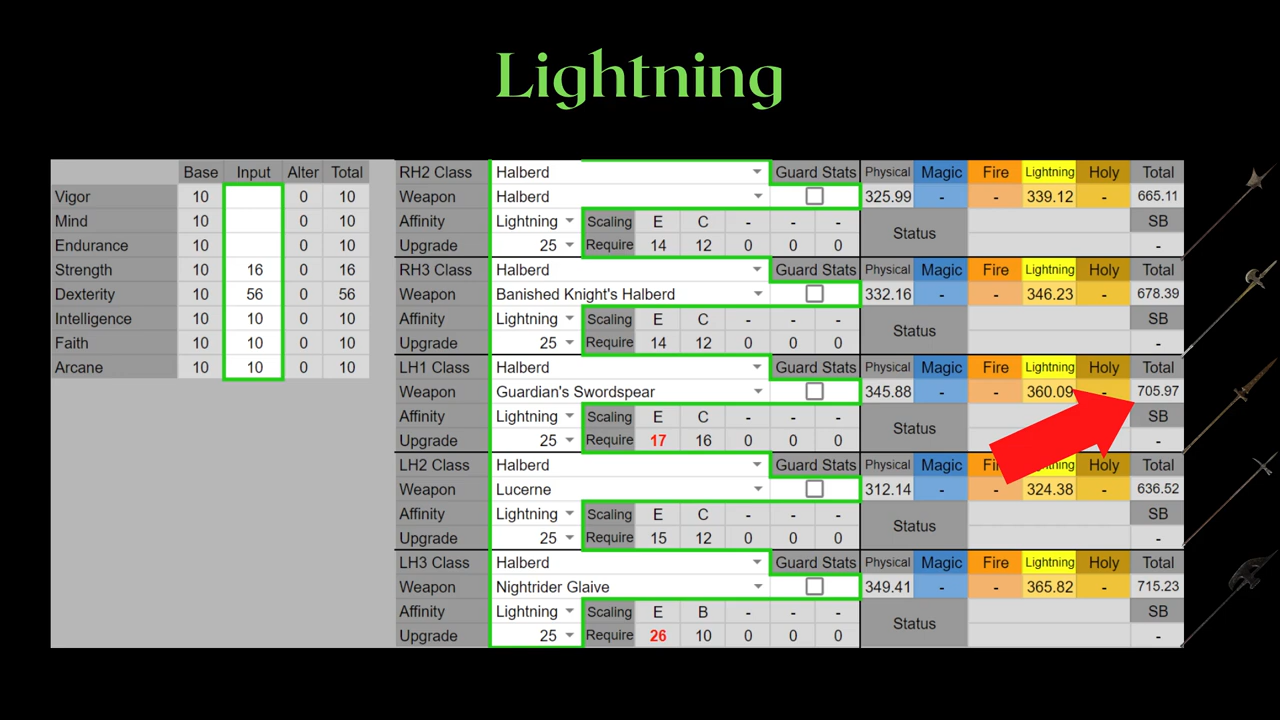 Lightning
Base Input Alter Total
Vigor 10 0 10
Mind 10 0 10
Endurance 10 0 10
Strength 10 16 0 16
Dexterity 10 56 0 56
Intelligence 10 10 0 10
Faith 10 10 0 10
Arcane 10 10 0 10
RH2 Class Halberd Guard Stats Physical Magic Fire Lightning Holy Total
Weapon Halberd 325.99 - - 339.12 - 665.11
Affinity Lightning Scaling E C - - - Status SB
Upgrade 25 Require 14 12 0 0 0 -
RH3 Class Halberd Guard Stats Physical Magic Fire Lightning Holy Total
Weapon Banished Knight's Halberd 332.16 - - 346.23 - 678.39
Affinity Lightning Scaling E C - - - Status SB
Upgrade 25 Require 14 12 0 0 0 -
LH1 Class Halberd Guard Stats Physical Magic Fire Lightning Holy Total
Weapon Guardian's Swordspear 345.88 - - 360.09 - 705.97
Affinity Lightning Scaling E C - - - Status SB
Upgrade 25 Require 17 16 0 0 0 -
LH2 Class Halberd Guard Stats Physical Magic Fire Lightning Holy Total
Weapon Lucerne 312.14 - - 324.38 - 636.52
Affinity Lightning Scaling E C - - - Status SB
Upgrade 25 Require 15 12 0 0 0 -
LH3 Class Halberd Guard Stats Physical Magic Fire Lightning Holy Total
Weapon Nightrider Glaive 349.41 - - 365.82 - 715.23
Affinity Lightning Scaling E B - - - Status SB
Upgrade 25 Require 26 10 0 0 0 -